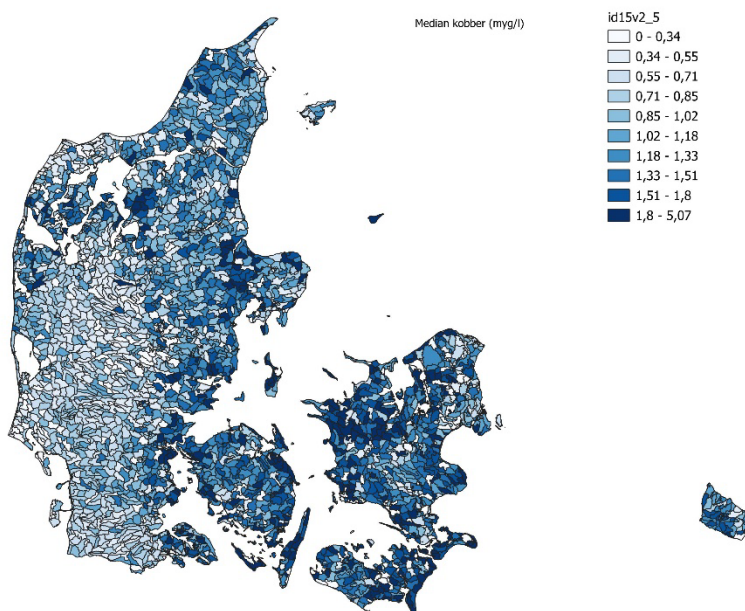 Median kobber (myg/l)
id15v2_5
0 - 0,34
0,34 - 0,55
0,55 - 0,71
0,71 - 0,85
0,85 - 1,02
1,02 - 1,18
1,18 - 1,33
1,33 - 1,51
1,51 - 1,8
1,8 - 5,07